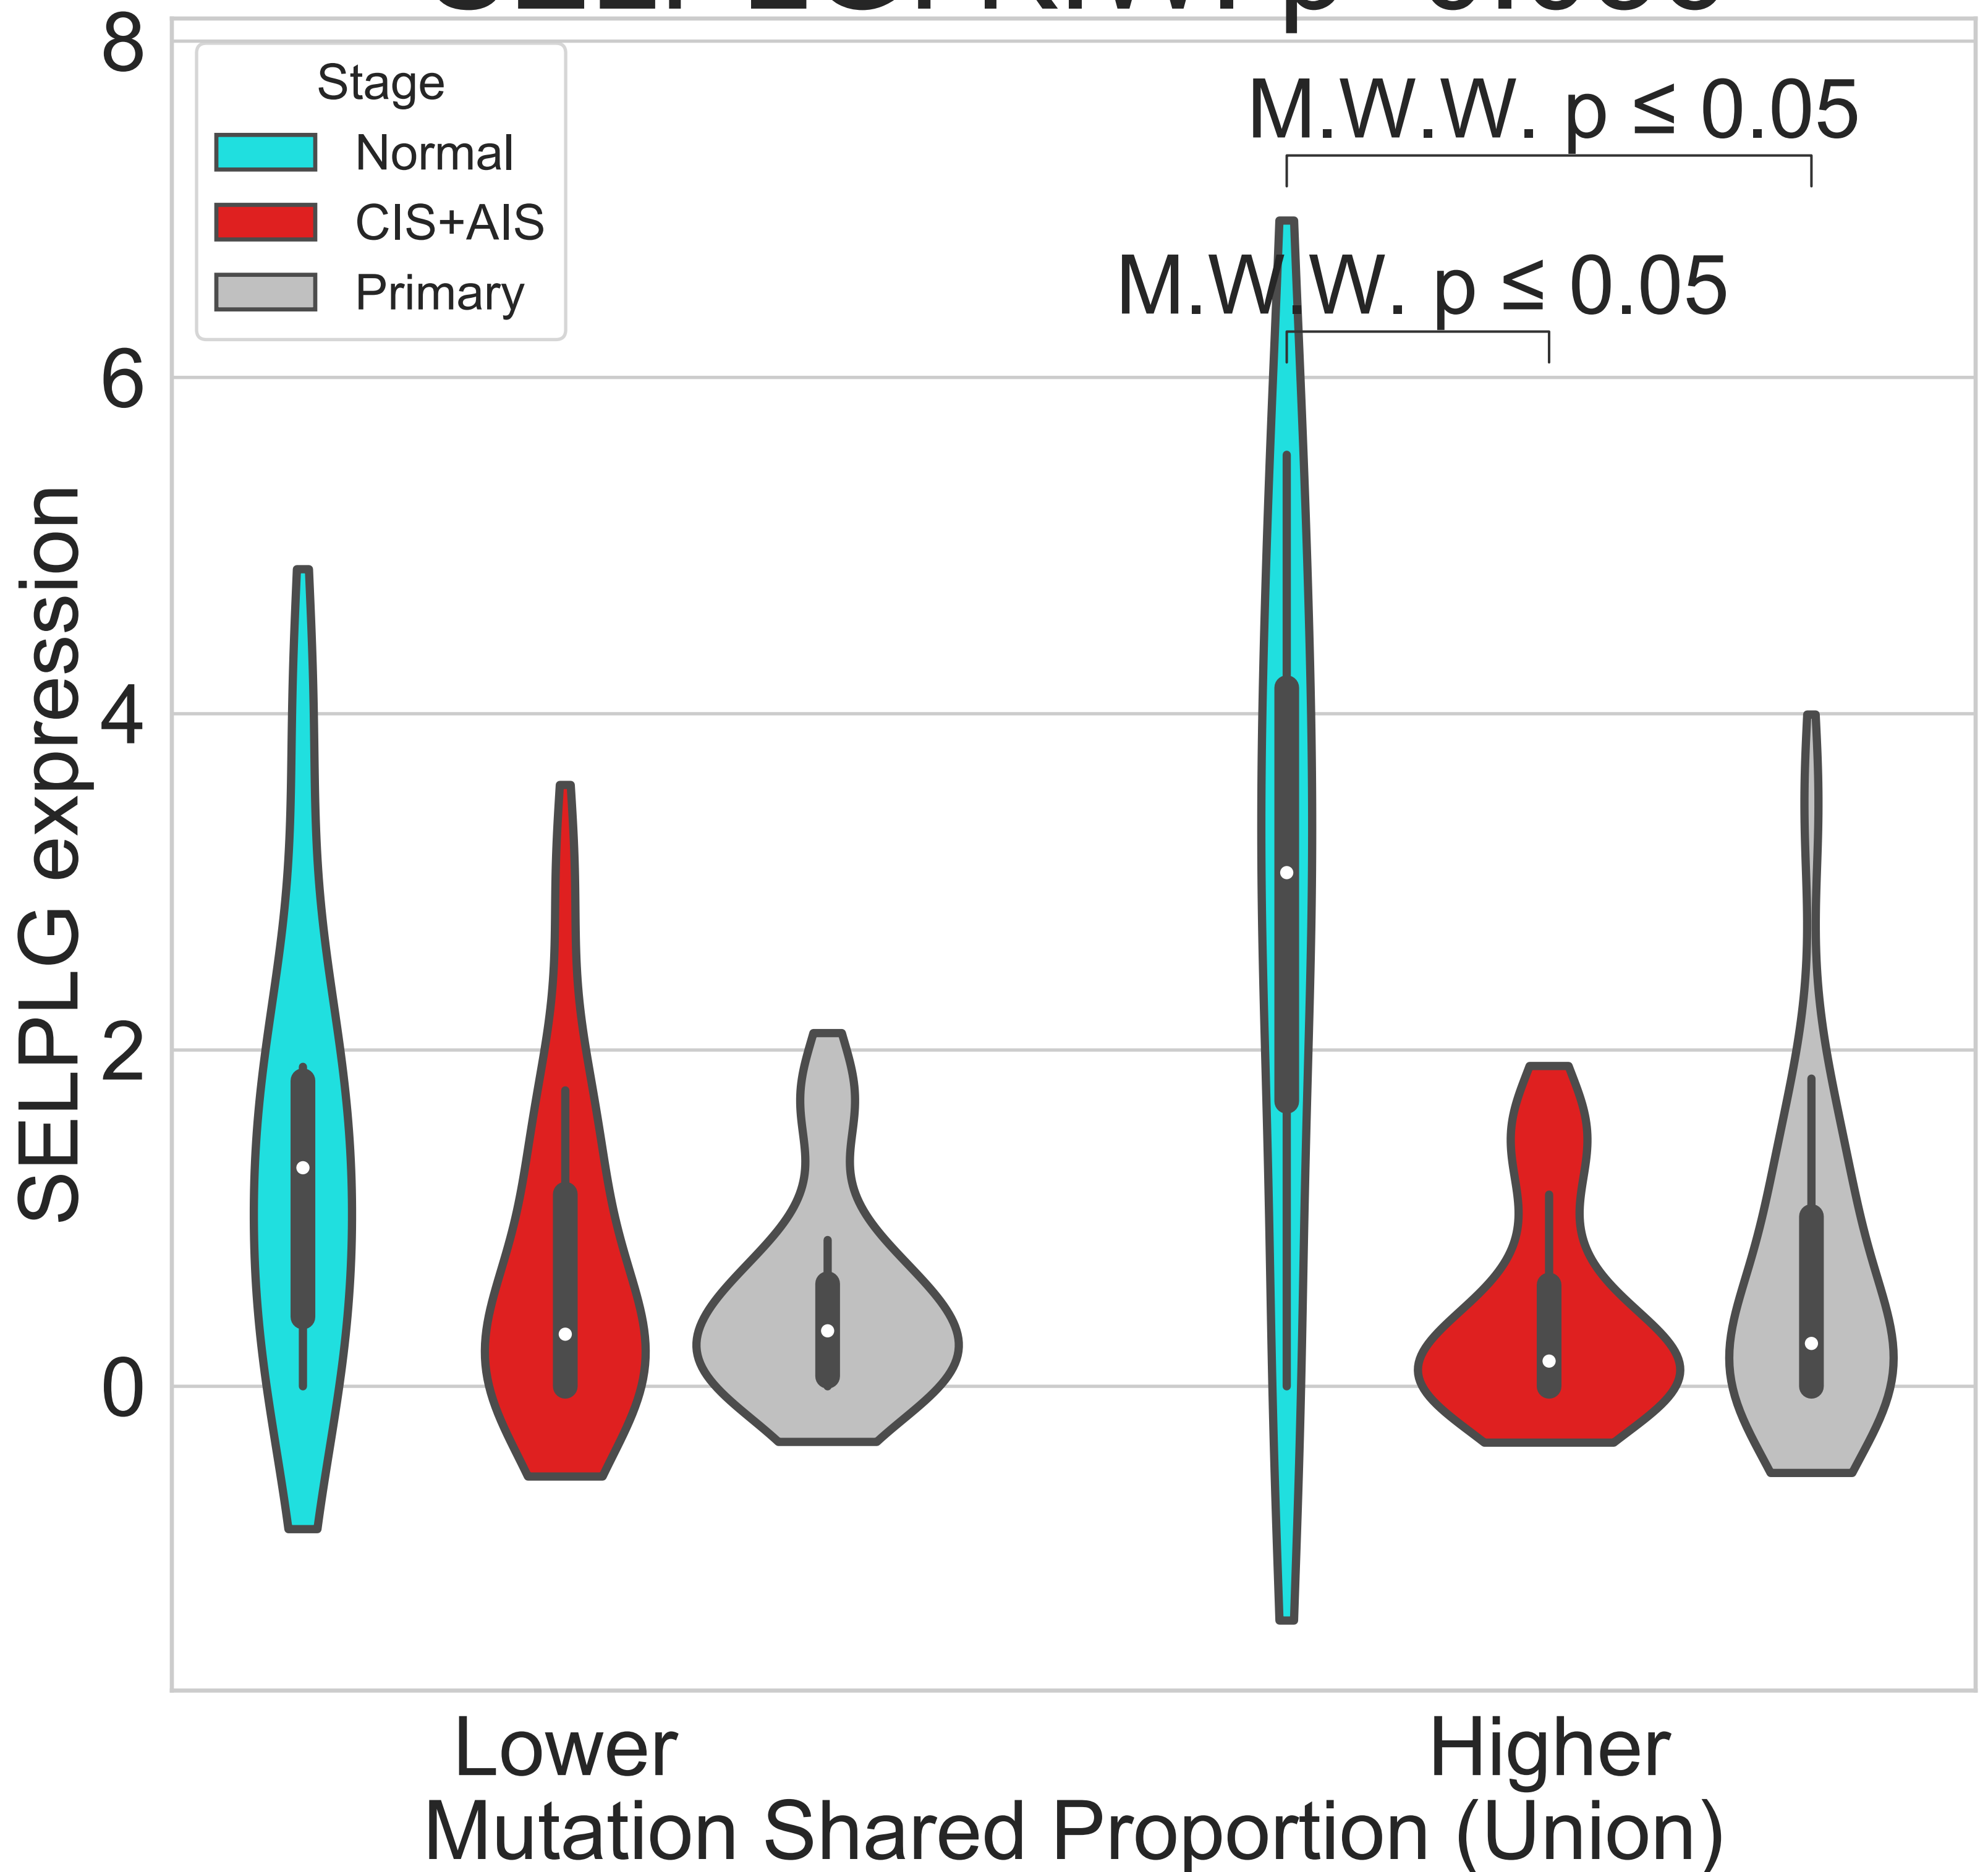 8
Stage
Normal
CIS+AIS
Primary
M.W.W. p ≤ 0.05
M.W.W. p ≤ 0.05
6
4
2
0
SELPLG expression
Lower
Higher
Mutation Shared Proportion (Union)